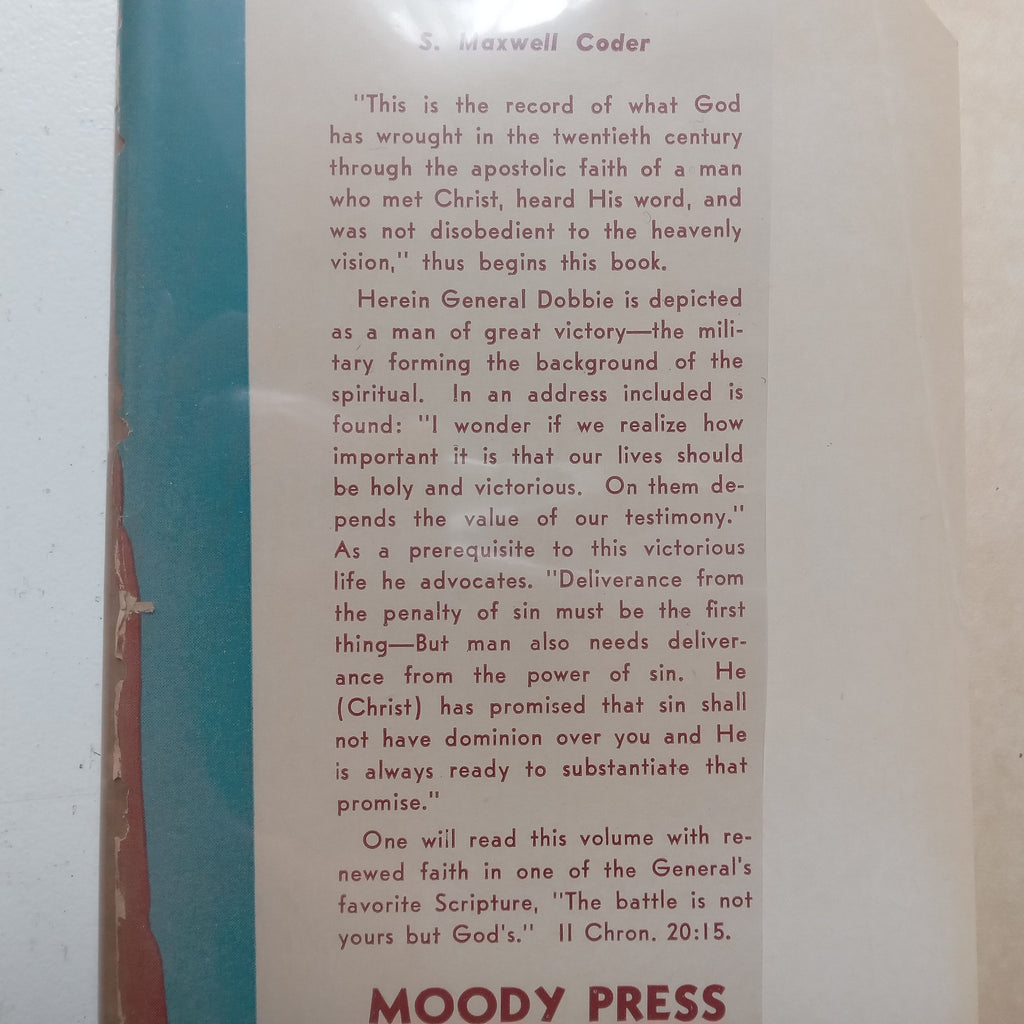 S. Maxwell Coder
"This is the record of what God
has wrought in the twentieth century
through the apostolic faith of a man
who met Christ, heard His word, and
was not disobedient to the heavenly
vision," thus begins this book.
Herein General Dobbie is depicted
as a man of great victory—the mili-
tary forming the background of the
spiritual. In an address included is
found: "I wonder if we realize how
important it is that our lives should
be holy and victorious. On them de-
pends the value of our testimony."
As a prerequisite to this victorious
life he advocates. "Deliverance from
the penalty of sin must be the first
thing—But man also needs deliver-
ance from the power of sin. He
(Christ) has promised that sin shall
not have dominion over you and He
is always ready to substantiate that
promise."
One will read this volume with re-
newed faith in one of the General's
favorite Scripture, "The battle is not
yours but God's." II Chron. 20:15.
MOODY PRESS